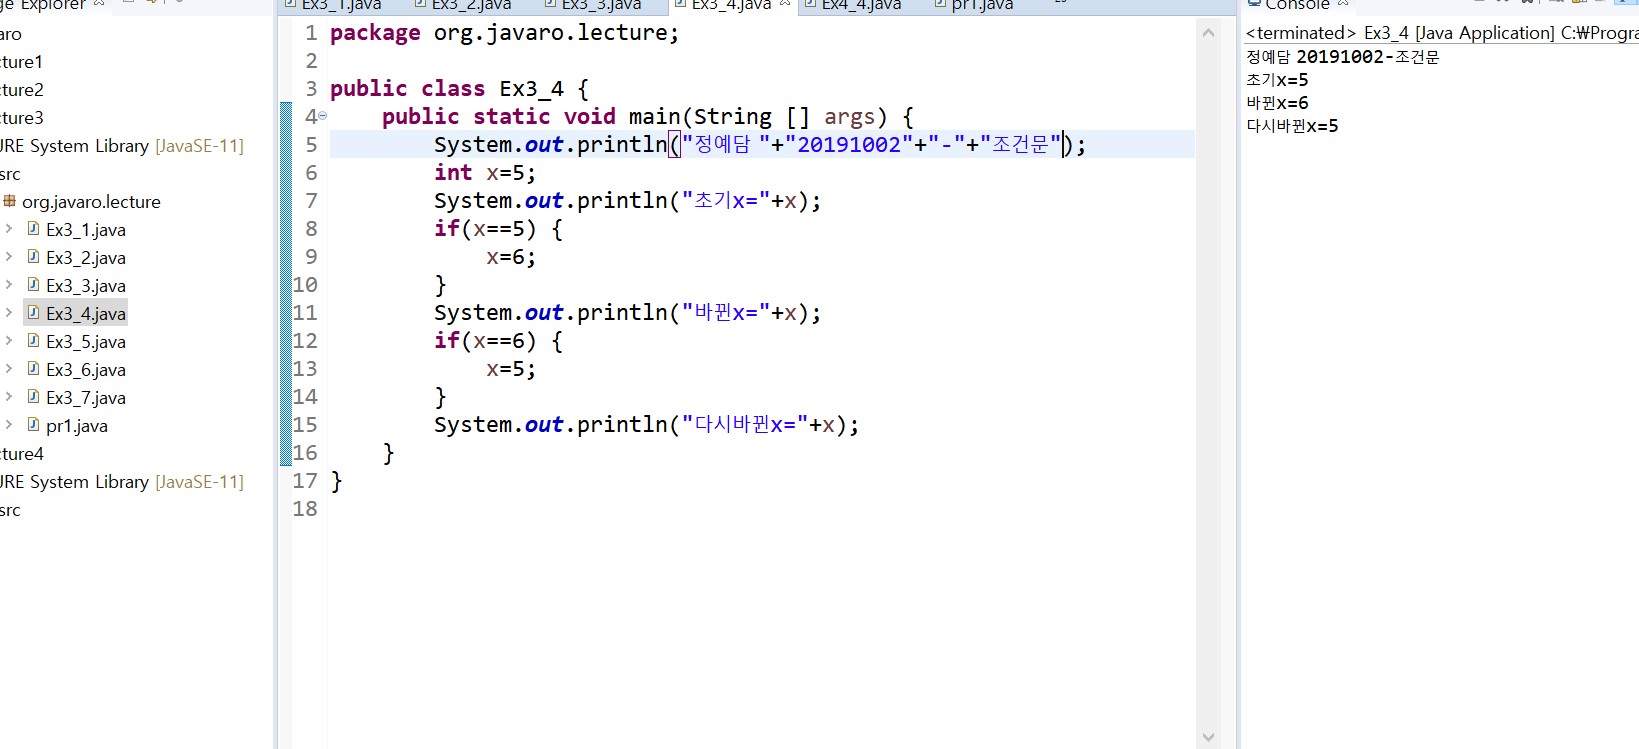 Explorer
aro
ture1
ture2
ture3
JRE System Library [JavaSE-11]
src
org.javaro.lecture
Ex3_1.java
Ex3_2.java
Ex3_3.java
Ex3_4.java
Ex3_5.java
Ex3_6.java
Ex3_7.java
pr1.java
ture4
JRE System Library [JavaSE-11]
src
Ex3_1.java Ex3_2.java Ex3_3.java Ex3_4.java Ex4_4.java pr1.java
1 package org.javaro.lecture;
2
3 public class Ex3_4 {
4 public static void main(String [] args) {
5 System.out.println("정예담 "+"20191002"+"-"+"조건문");
6 int x=5;
7 System.out.println("초기x="+x);
8 if(x==5) {
9 x=6;
10 }
11 System.out.println("바뀐x="+x);
12 if(x==6) {
13 x=5;
14 }
15 System.out.println("다시바뀐x="+x);
16 }
17 }
18
Console
<terminated> Ex3_4 [Java Application] C:₩Progra
정예담 20191002-조건문
초기x=5
바뀐x=6
다시바뀐x=5